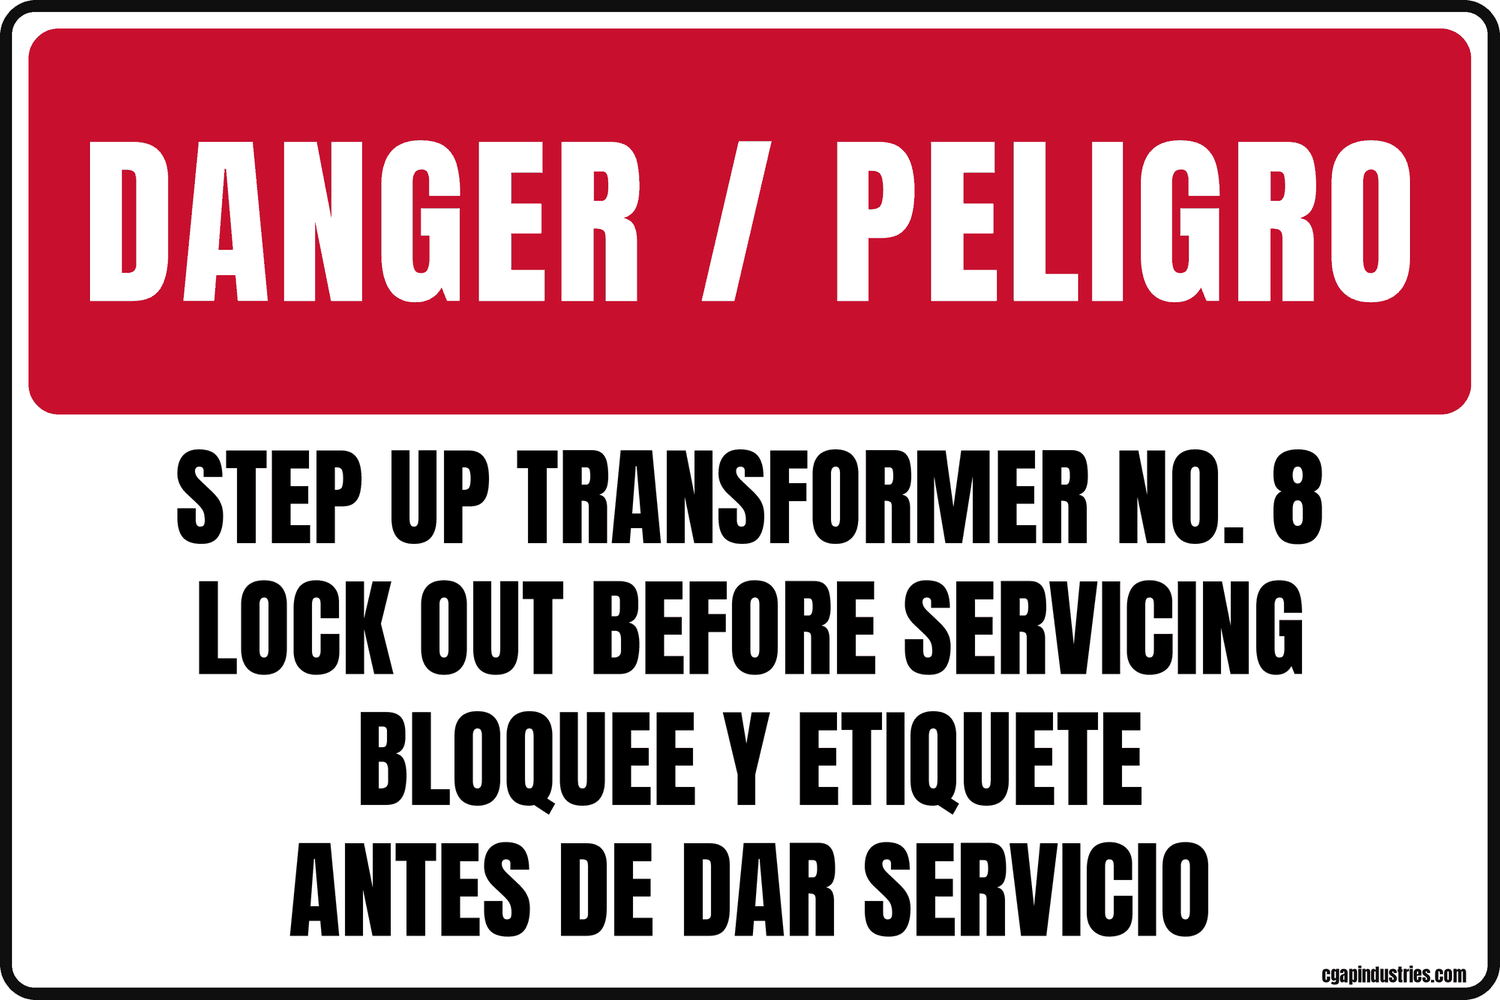 DANGER / PELIGRO
STEP UP TRANSFORMER NO. 8
LOCK OUT BEFORE SERVICING
BLOQUEE Y ETIQUETE
ANTES DE DAR SERVICIO
cgapindustries.com